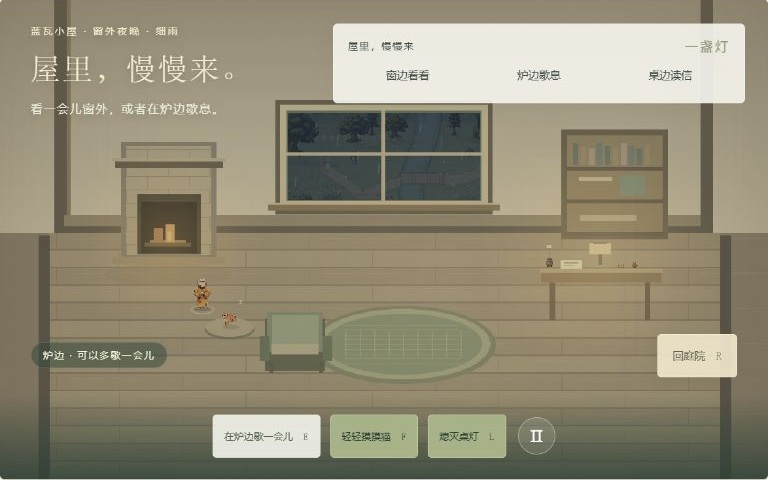 蓝瓦小屋 · 窗外夜晚 · 细雨
屋里，慢慢来。
看一会儿窗外，或者在炉边歇息。
屋里，慢慢来
一盏灯
窗边看看
炉边歇息
桌边读信
炉边 · 可以多歇一会儿
回庭院 R
在炉边歇一会儿 E
轻轻摸摸猫 F
熄灭桌灯 L